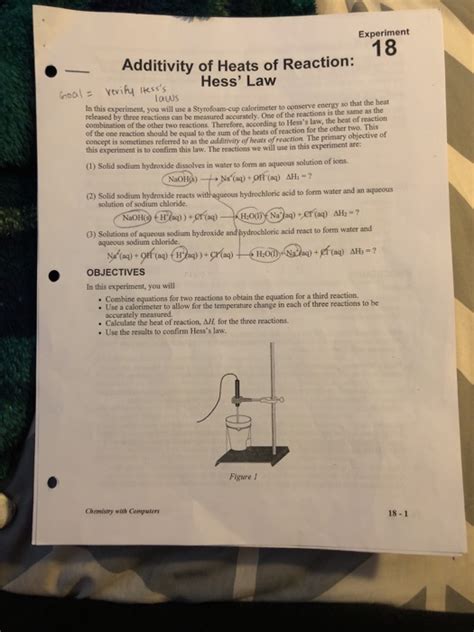 Experiment
18
Additivity of Heats of Reaction:
Hess' Law
Goal = verify Hess's
laws
In this experiment, you will use a Styrofoam-cup calorimeter to conserve energy so that the heat
released by three reactions can be measured accurately. One of the reactions is the same as the
combination of the other two reactions. Therefore, according to Hess's law, the heat of reaction
of the one reaction should be equal to the sum of the heats of reaction for the other two. This
concept is sometimes referred to as the additivity of heats of reaction. The primary objective of
this experiment is to confirm this law. The reactions we will use in this experiment are:
(1) Solid sodium hydroxide dissolves in water to form an aqueous solution of ions.
NaOH(s) → Na⁺(aq) + OH⁻(aq) ΔH₁ = ?
(2) Solid sodium hydroxide reacts with aqueous hydrochloric acid to form water and an aqueous
solution of sodium chloride.
NaOH(s) + H⁺(aq) + Cl⁻(aq) → H₂O(l) + Na⁺(aq) + Cl⁻(aq) ΔH₂ = ?
(3) Solutions of aqueous sodium hydroxide and hydrochloric acid react to form water and
aqueous sodium chloride.
Na⁺(aq) + OH⁻(aq) + H⁺(aq) + Cl⁻(aq) → H₂O(l) + Na⁺(aq) + Cl⁻(aq) ΔH₃ = ?
OBJECTIVES
In this experiment, you will
• Combine equations for two reactions to obtain the equation for a third reaction.
• Use a calorimeter to allow for the temperature change in each of three reactions to be
accurately measured.
• Calculate the heat of reaction, ΔH, for the three reactions.
• Use the results to confirm Hess's law.
Figure 1
Chemistry with Computers
18 - 1